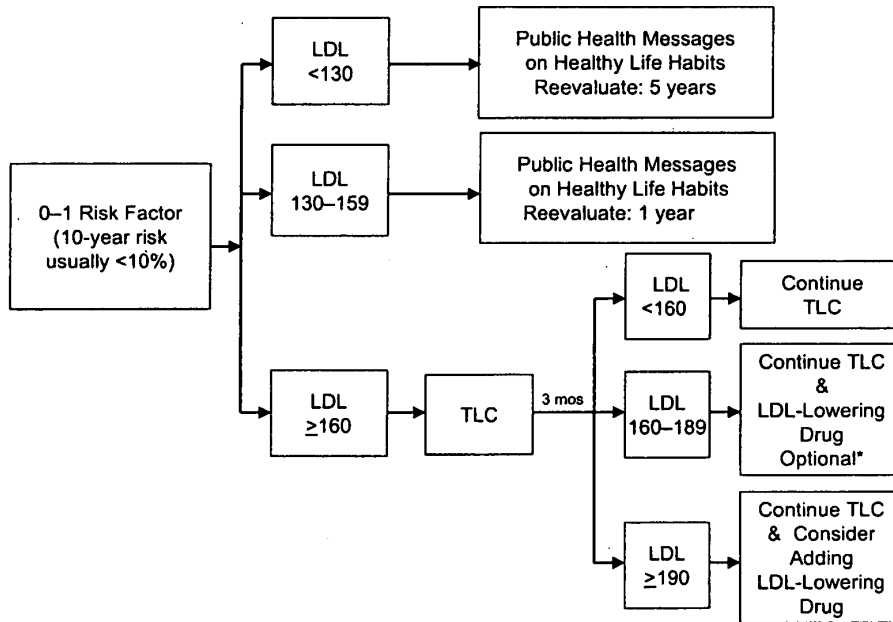 LDL
<130
Public Health Messages
on Healthy Life Habits
Reevaluate: 5 years
0–1 Risk Factor
(10-year risk
usually <10%)
LDL
130–159
Public Health Messages
on Healthy Life Habits
Reevaluate: 1 year
LDL
≥160
TLC
3 mos
LDL
<160
Continue
TLC
LDL
160–189
Continue TLC
&
LDL-Lowering
Drug
Optional*
LDL
≥190
Continue TLC
& Consider
Adding
LDL-Lowering
Drug